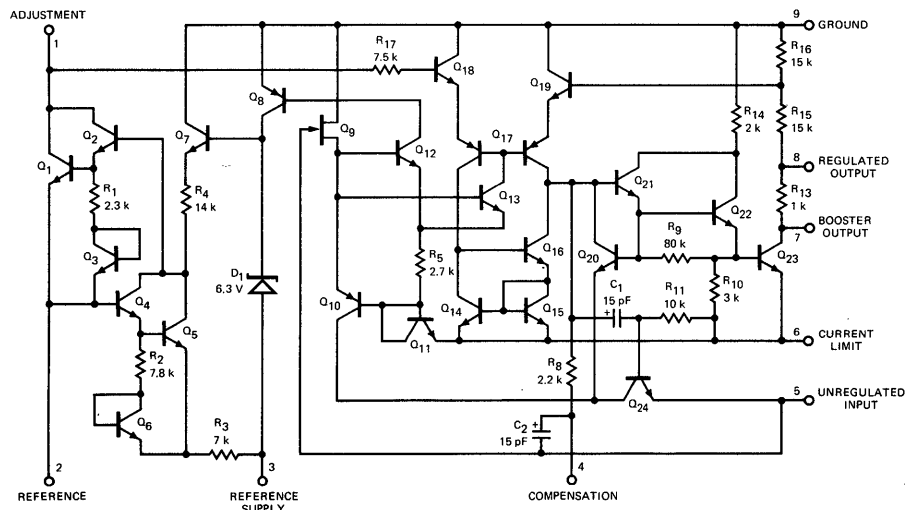 ADJUSTMENT
1
9
GROUND
R17
7.5 k
Q18
R16
15 k
Q8
Q19
Q2
Q7
Q9
R14
2 k
R15
15 k
Q1
Q17
Q12
R1
2.3 k
R4
14 k
8
REGULATED
OUTPUT
Q21
Q13
Q22
R13
1 k
Q3
R9
80 k
BOOSTER
OUTPUT
7
D1
6.3 V
R5
2.7 k
Q16
Q20
Q23
Q4
C1
15 pF
+
R11
10 k
R10
3 k
Q10
Q14
Q15
Q5
Q11
6
CURRENT
LIMIT
R2
7.8 k
R8
2.2 k
5
UNREGULATED
INPUT
Q24
Q6
R3
7 k
C2
15 pF
+
2
3
4
REFERENCE
REFERENCE
SUPPLY
COMPENSATION